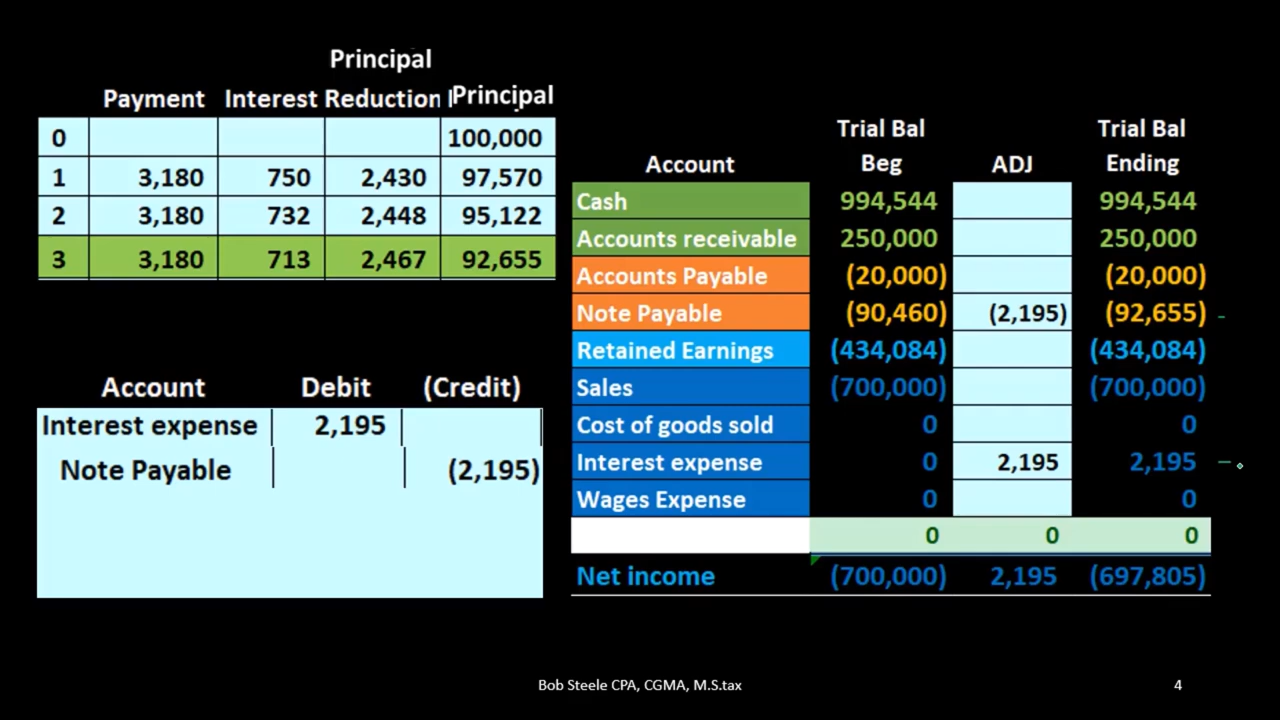 Principal
Payment Interest Reduction Principal
0 100,000
1 3,180 750 2,430 97,570
2 3,180 732 2,448 95,122
3 3,180 713 2,467 92,655
Account Debit (Credit)
Interest expense 2,195
Note Payable (2,195)
Trial Bal Trial Bal
Account Beg ADJ Ending
Cash 994,544 994,544
Accounts receivable 250,000 250,000
Accounts Payable (20,000) (20,000)
Note Payable (90,460) (2,195) (92,655)
Retained Earnings (434,084) (434,084)
Sales (700,000) (700,000)
Cost of goods sold 0 0
Interest expense 0 2,195 2,195
Wages Expense 0 0
0 0 0
Net income (700,000) 2,195 (697,805)
Bob Steele CPA, CGMA, M.S.tax 4